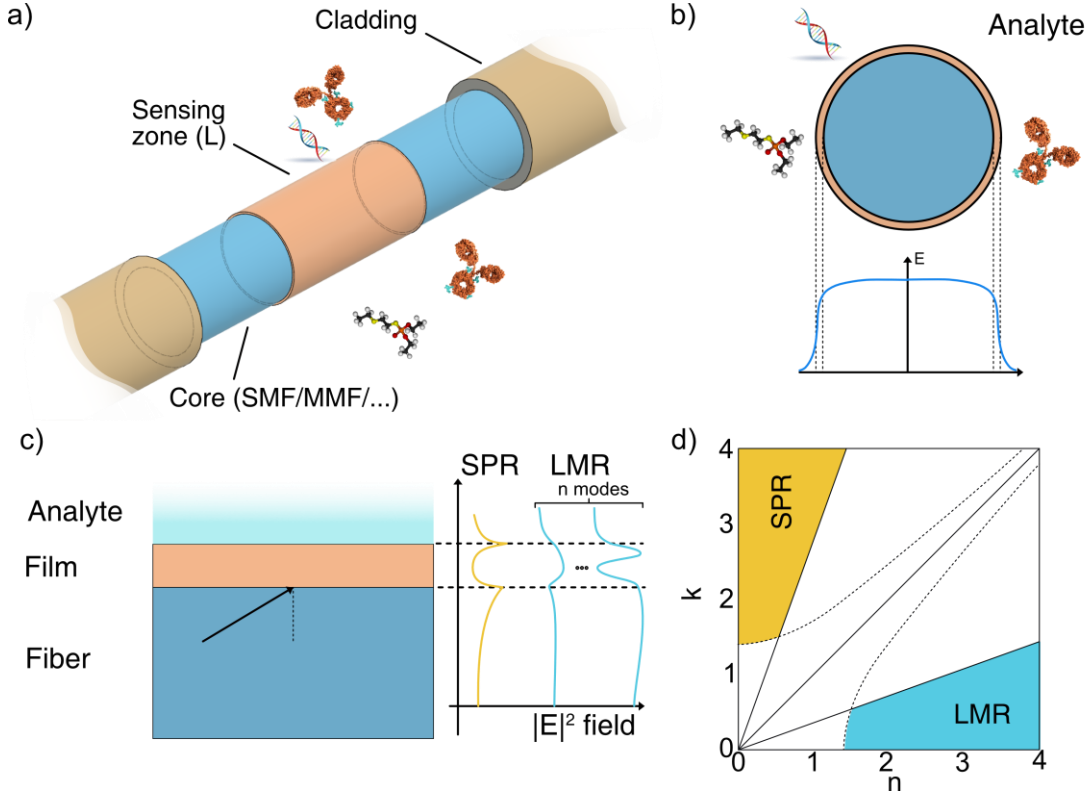 a)
Cladding
Sensing
zone (L)
Core (SMF/MMF/...)
b)
Analyte
E
c)
SPR LMR
n modes
Analyte
Film
Fiber
|E|² field
d)
4
3
2
1
0
k
SPR
LMR
0 1 2 3 4
n